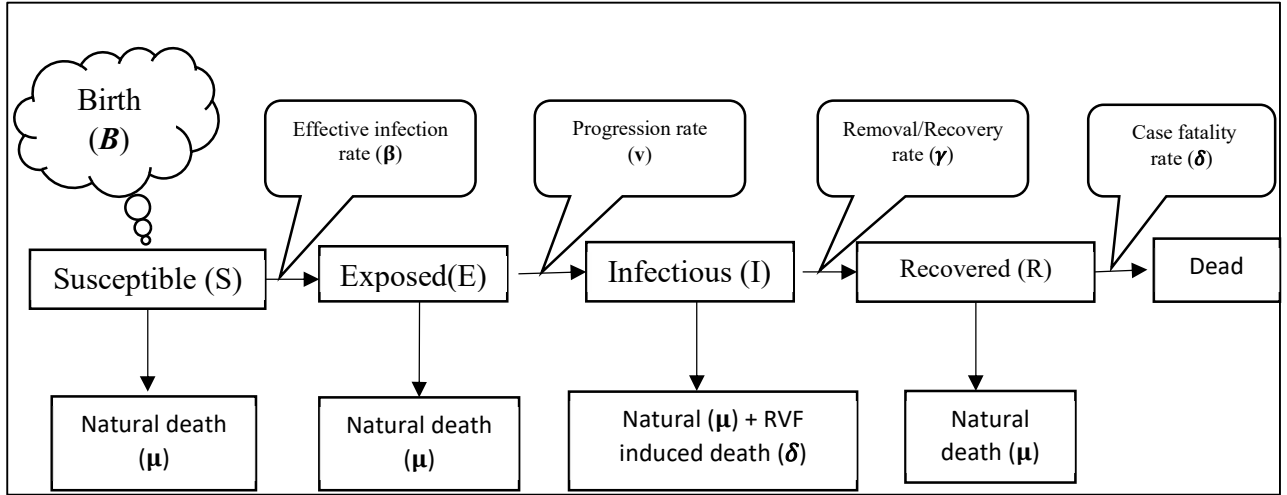 Birth
(B)
Effective infection
rate (β)
Progression rate
(v)
Removal/Recovery
rate (γ)
Case fatality
rate (δ)
Susceptible (S)
Exposed(E)
Infectious (I)
Recovered (R)
Dead
Natural death
(μ)
Natural death
(μ)
Natural (μ) + RVF
induced death (δ)
Natural
death (μ)